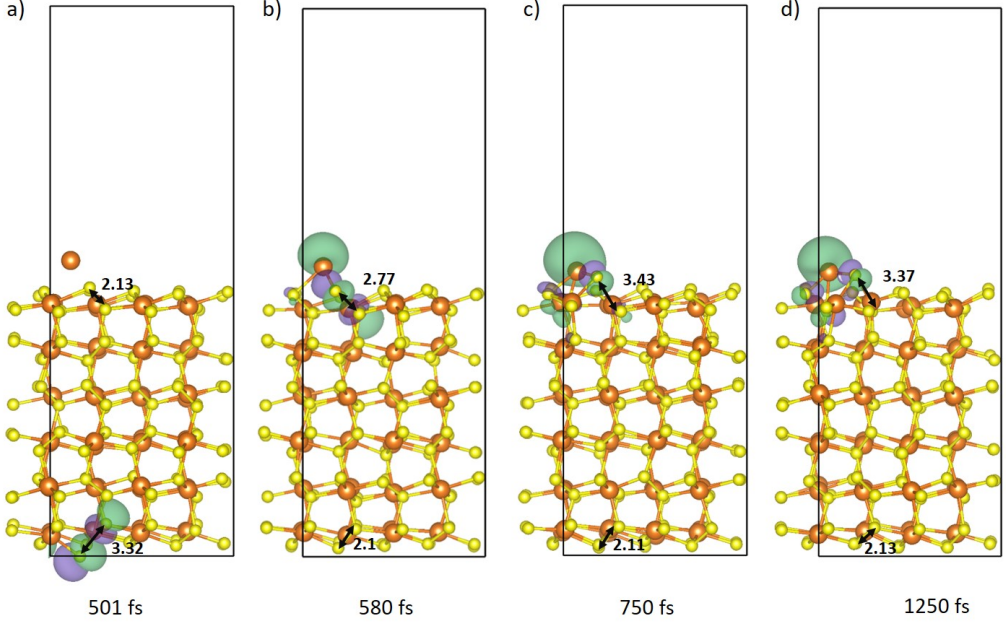 a) b) c) d)
2.13 2.77 3.43 3.37
3.32 2.1 2.11 2.13
501 fs 580 fs 750 fs 1250 fs